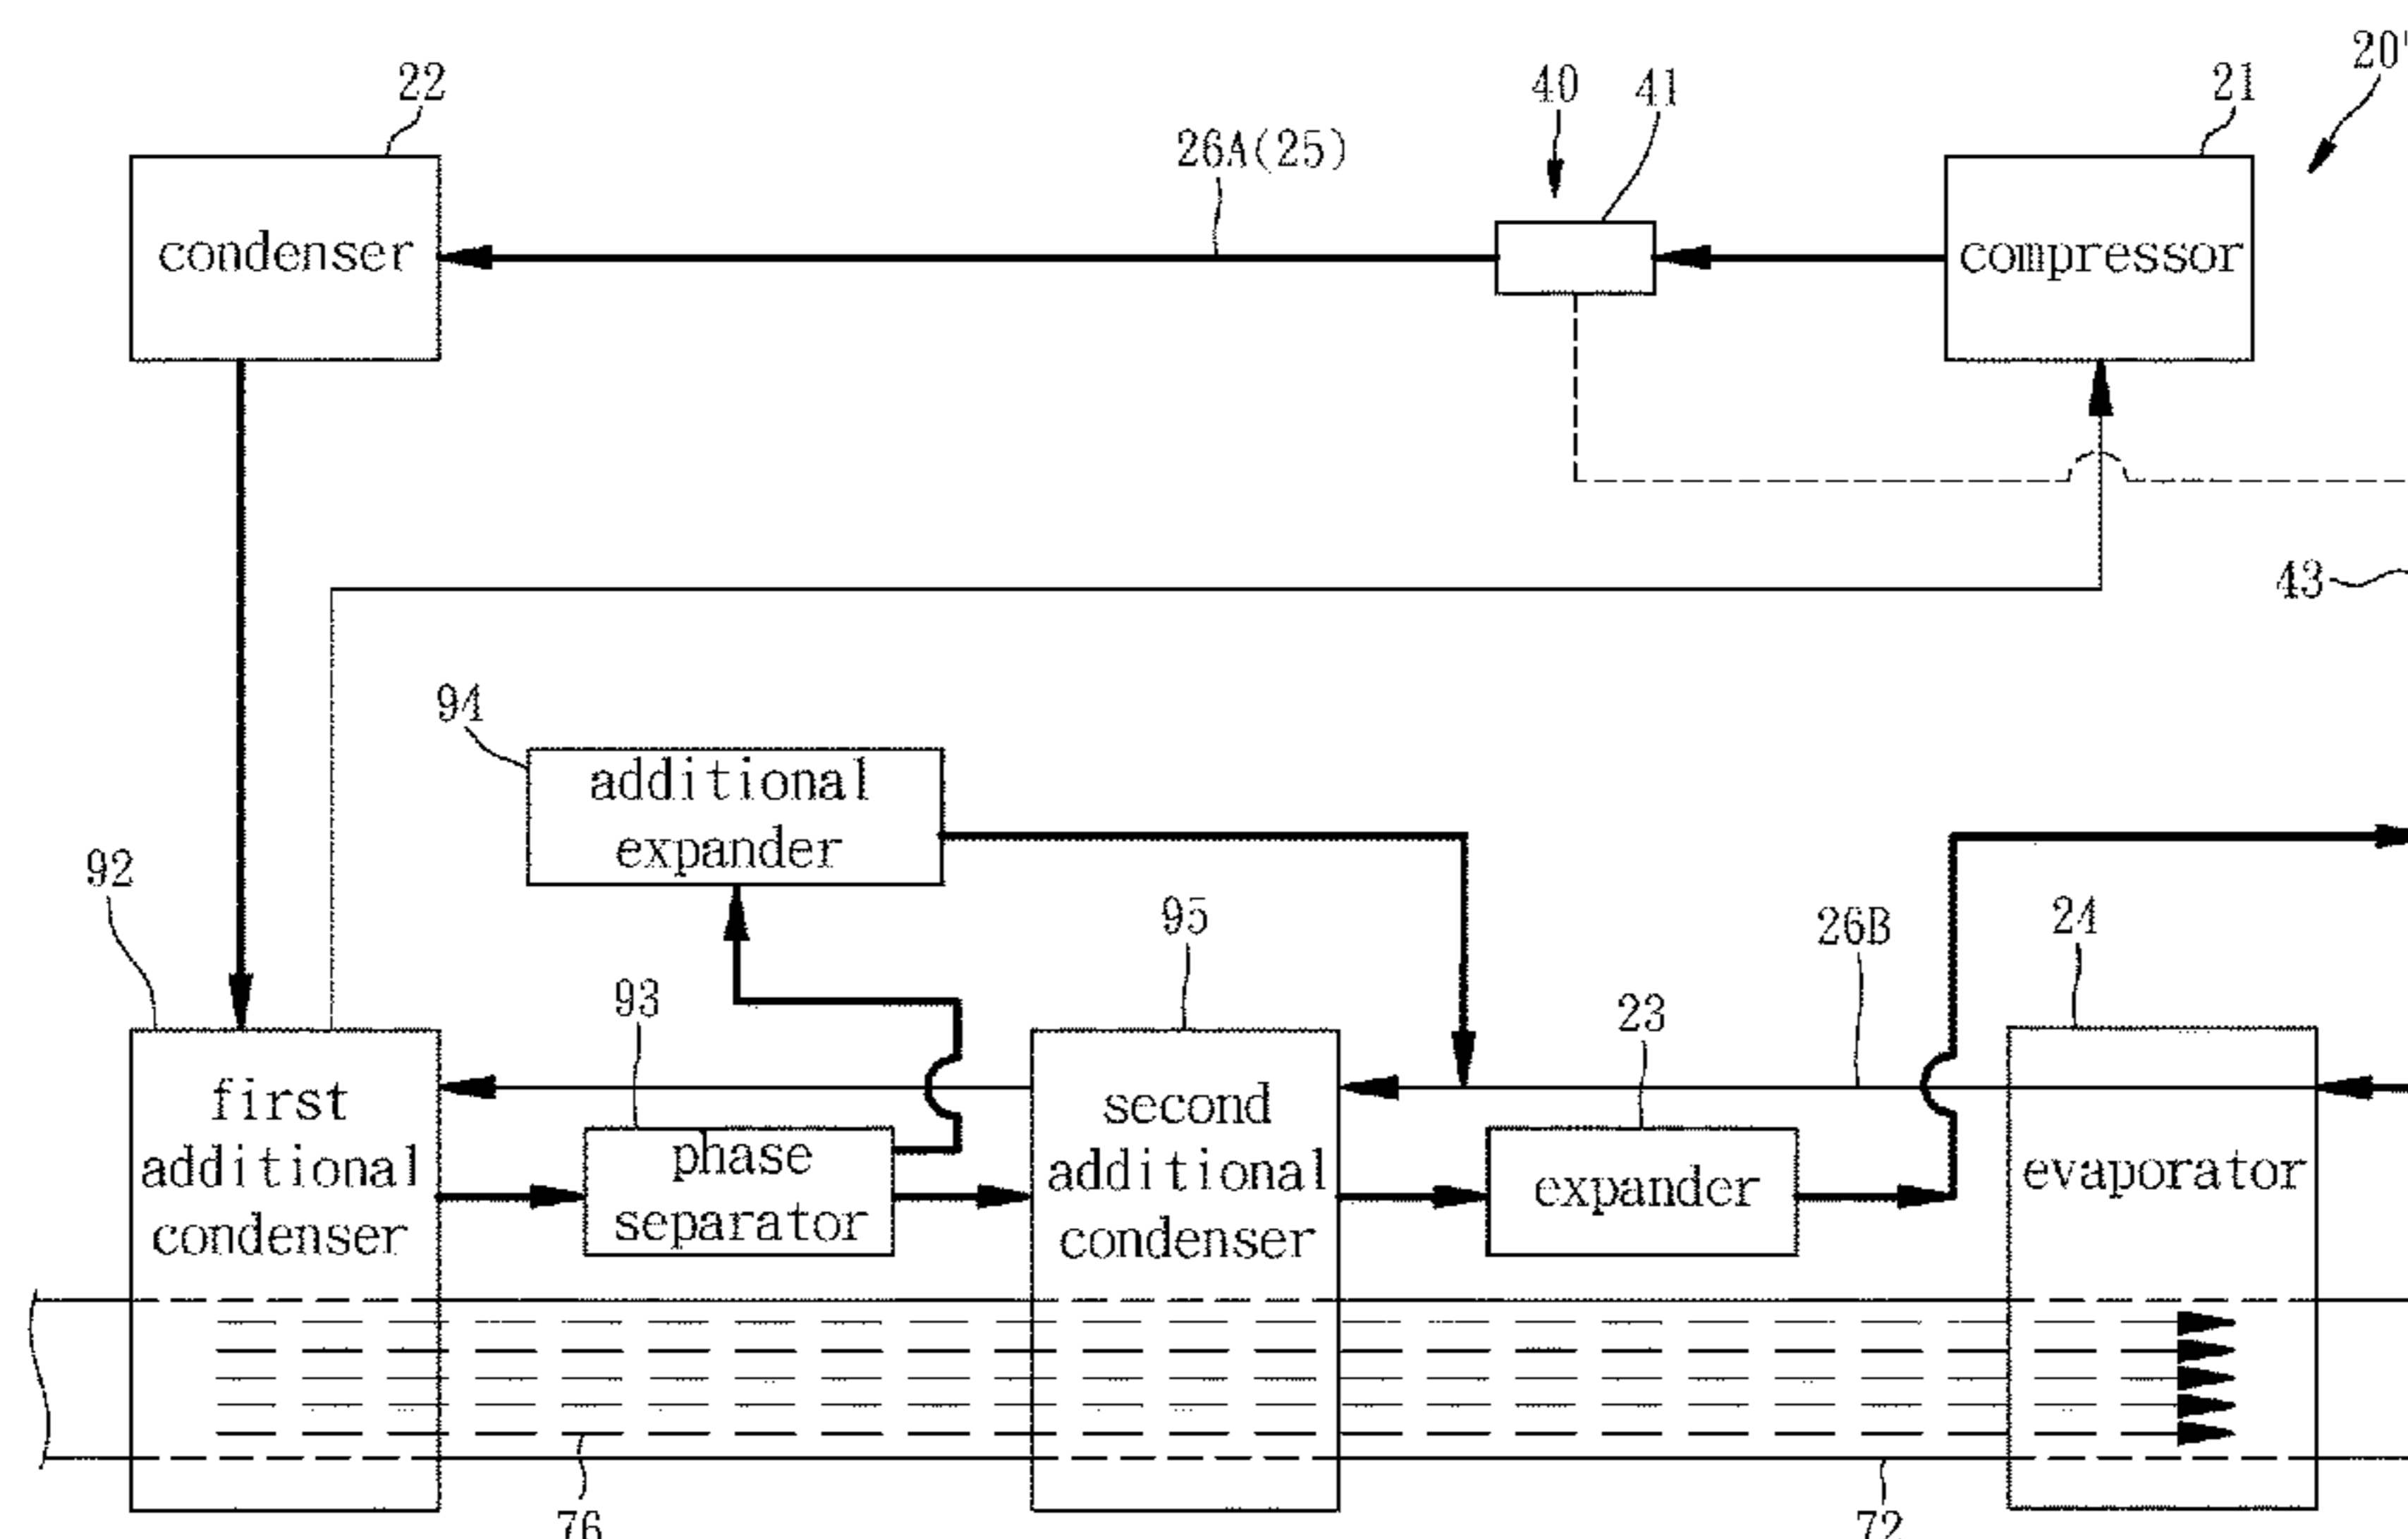 20'
22
40
41
21
26A(25)
condenser
compressor
43
94
additional
expander
92
95
26B
24
93
23
first
additional
condenser
phase
separator
second
additional
condenser
expander
evaporator
76
72